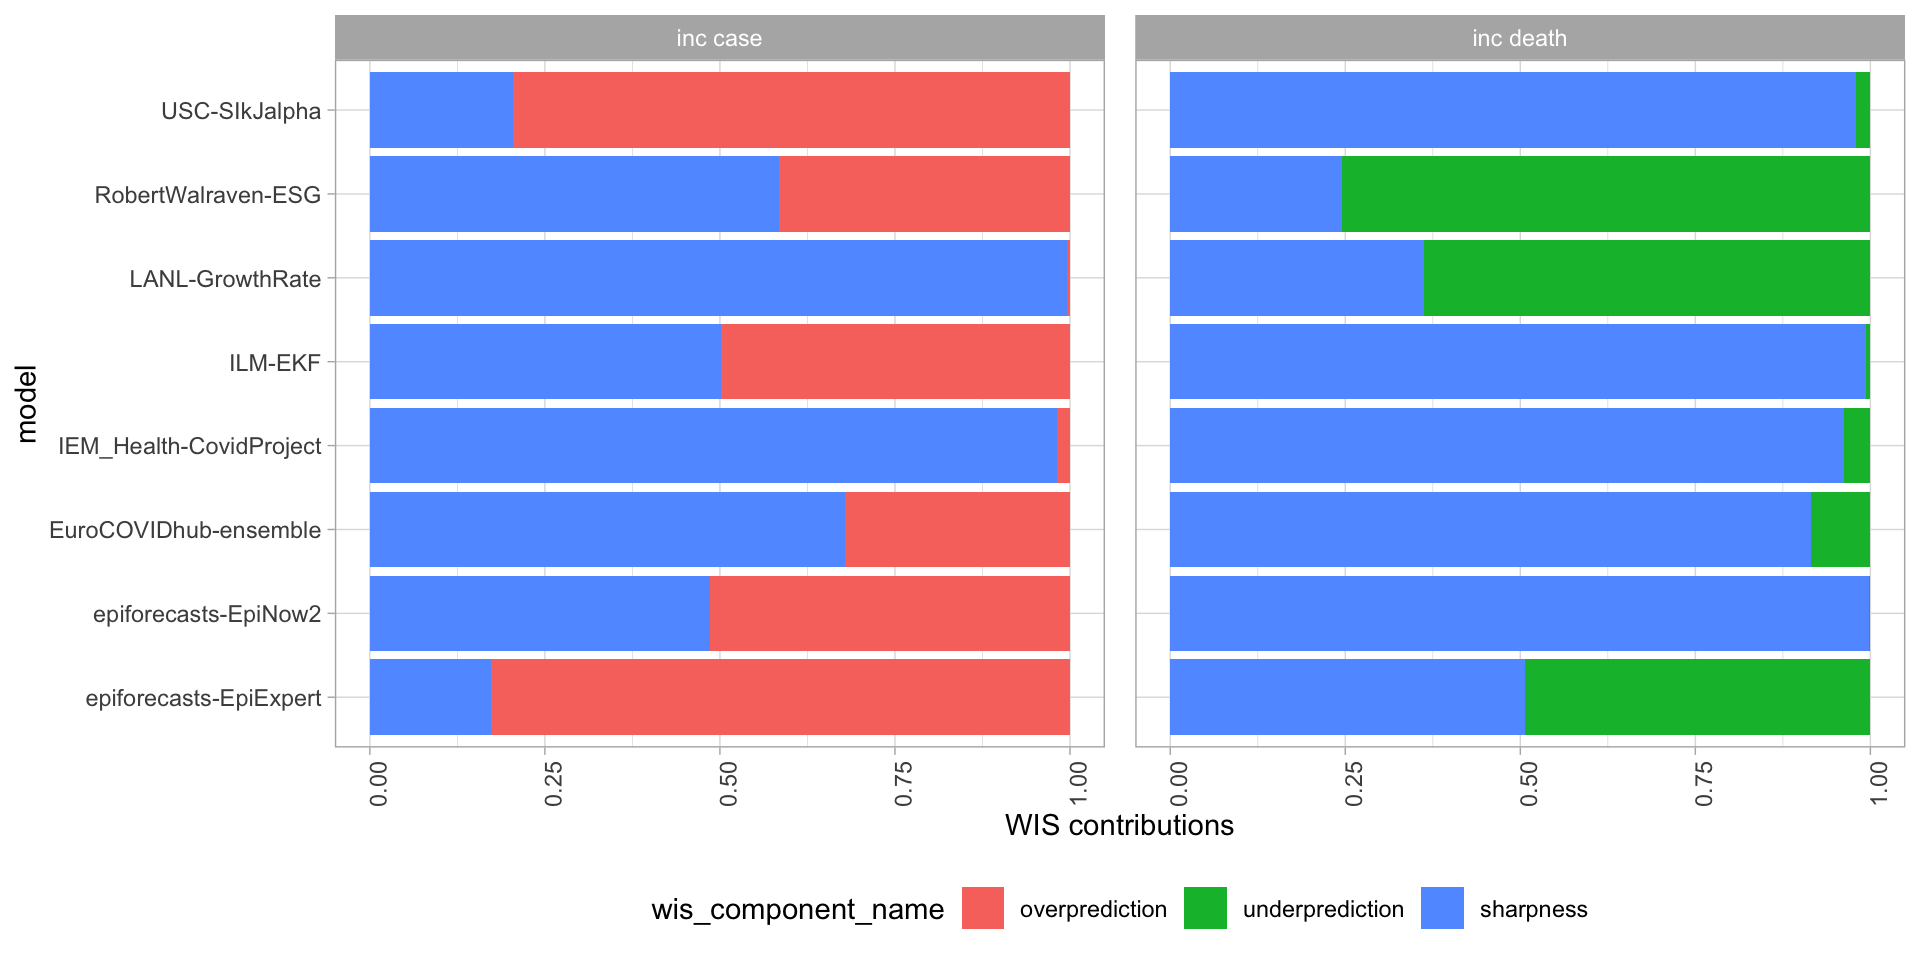 inc case
inc death
USC-SIkJalpha
RobertWalraven-ESG
LANL-GrowthRate
ILM-EKF
IEM_Health-CovidProject
EuroCOVIDhub-ensemble
epiforecasts-EpiNow2
epiforecasts-EpiExpert
model
0.00 0.25 0.50 0.75 1.00
0.00 0.25 0.50 0.75 1.00
WIS contributions
wis_component_name overprediction underprediction sharpness